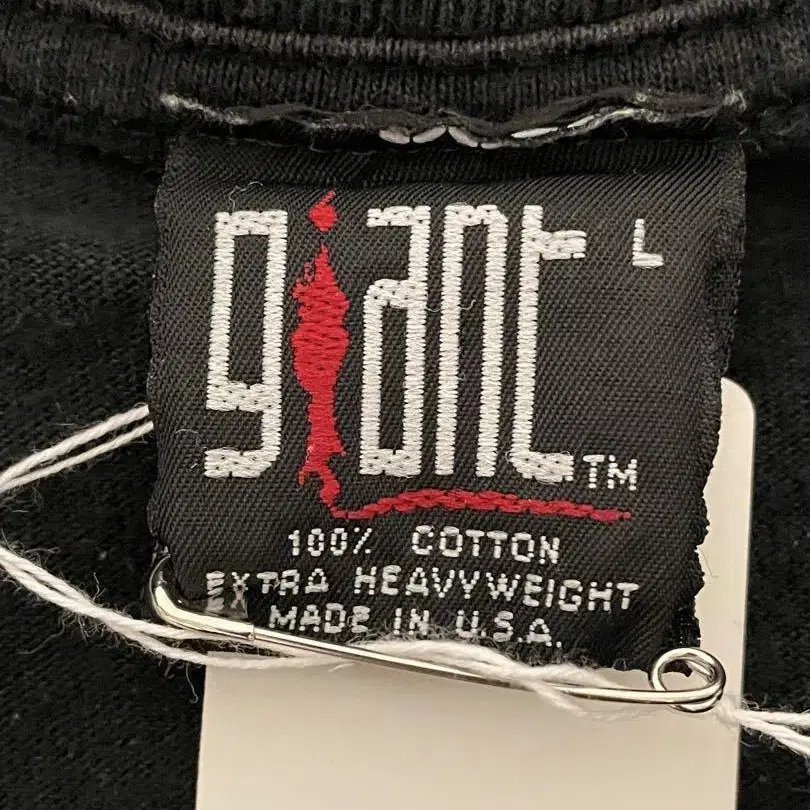 giant L
TM
100% COTTON
EXTRA HEAVYWEIGHT
MADE IN U.S.A.